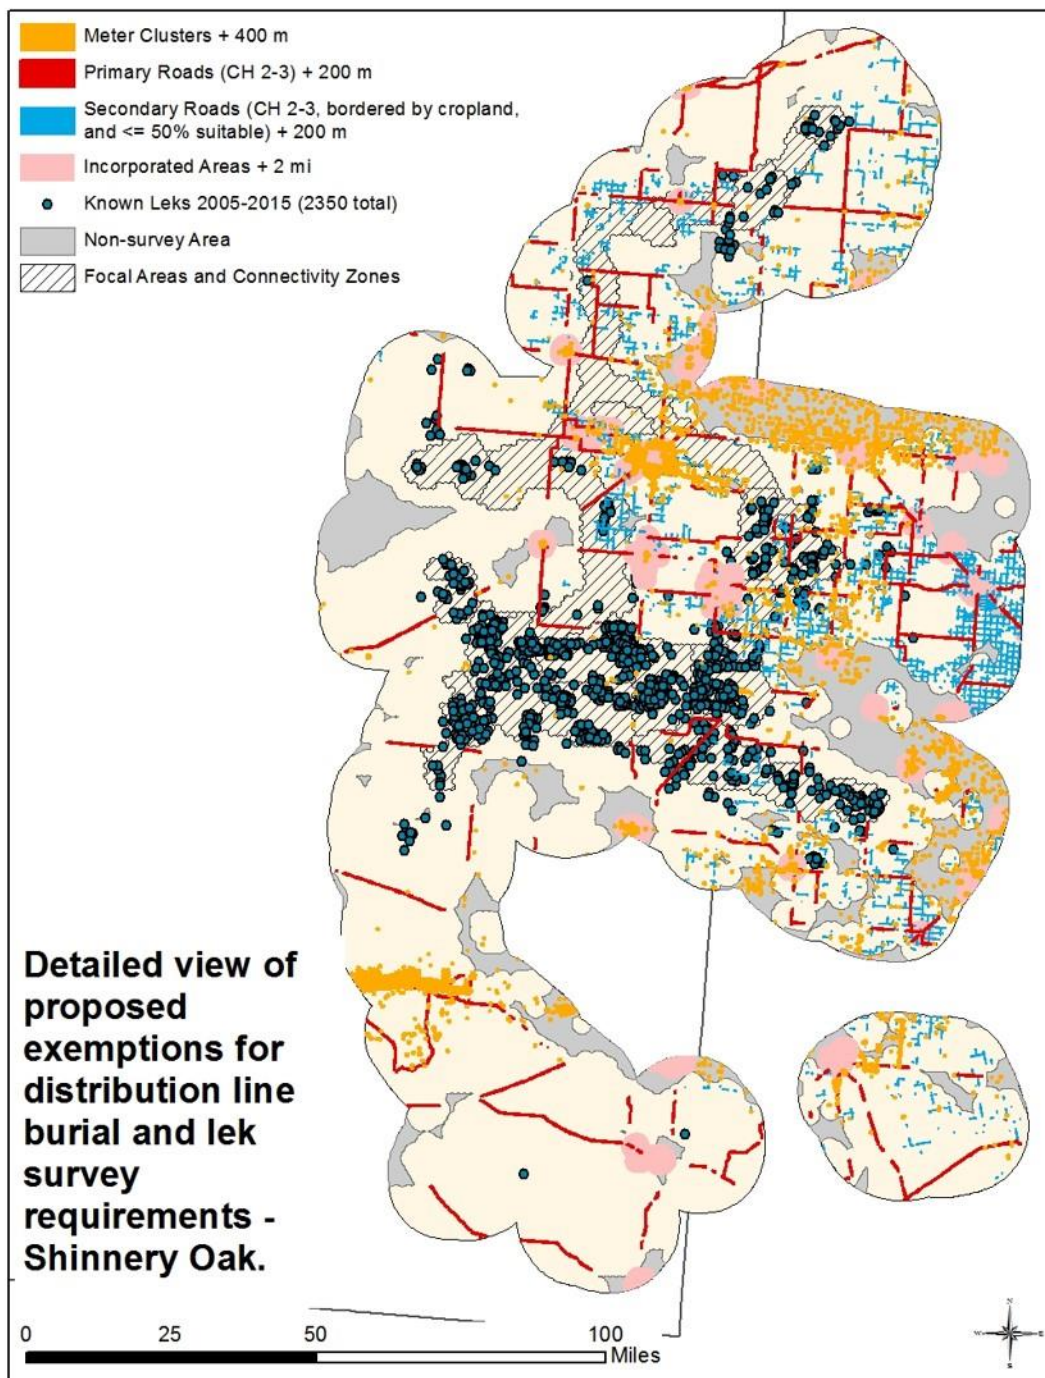 Meter Clusters + 400 m
Primary Roads (CH 2-3) + 200 m
Secondary Roads (CH 2-3, bordered by cropland,
and <= 50% suitable) + 200 m
Incorporated Areas + 2 mi
Known Leks 2005-2015 (2350 total)
Non-survey Area
Focal Areas and Connectivity Zones
Detailed view of
proposed
exemptions for
distribution line
burial and lek
survey
requirements -
Shinnery Oak.
0 25 50 100
Miles
N
W E
S